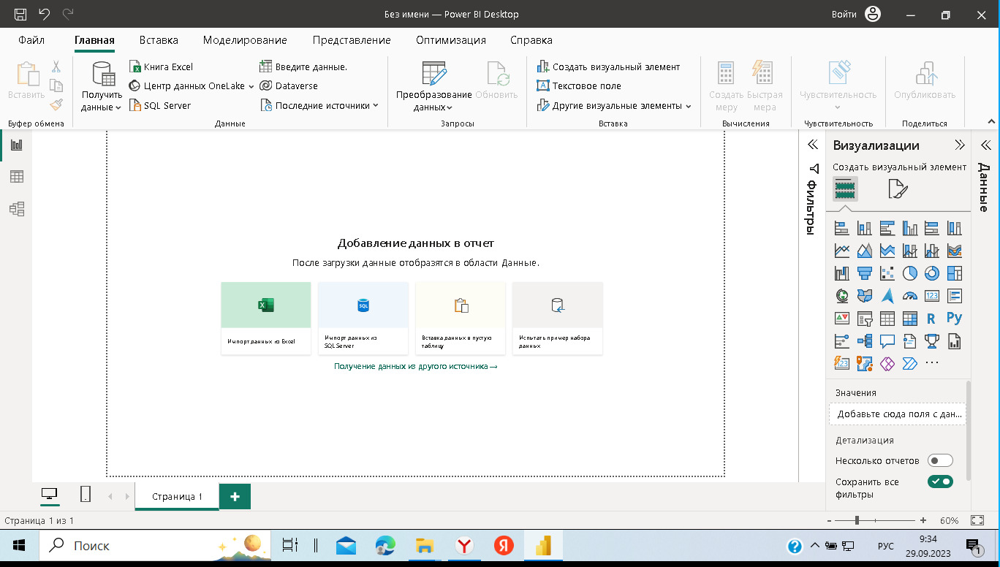 Без имени — Power BI Desktop
Войти
Файл
Главная
Вставка
Моделирование
Представление
Оптимизация
Справка
Вставить
Буфер обмена
Получить
данные
Книга Excel
Центр данных OneLake
SQL Server
Введите данные.
Dataverse
Последние источники
Данные
Преобразование
данных
Обновить
Запросы
Создать визуальный элемент
Текстовое поле
Другие визуальные элементы
Вставка
Создать
меру
Быстрая
мера
Вычисления
Чувствительность
Чувствительность
Опубликовать
Поделиться
Добавление данных в отчет
После загрузки данные отобразятся в области Данные.
SQL
Импорт данных из Excel
Импорт данных из
SQL Server
Вставка данных в пустую
таблицу
Испытать пример набора
данных
Получение данных из другого источника →
Фильтры
Визуализации
Создать визуальный элемент
123
R
Py
123
Значения
Добавьте сюда поля с дан...
Детализация
Несколько отчетов
Сохранить все
фильтры
Данные
Страница 1
Страница 1 из 1
60%
Поиск
Y
Я
РУС
9:34
29.09.2023
1